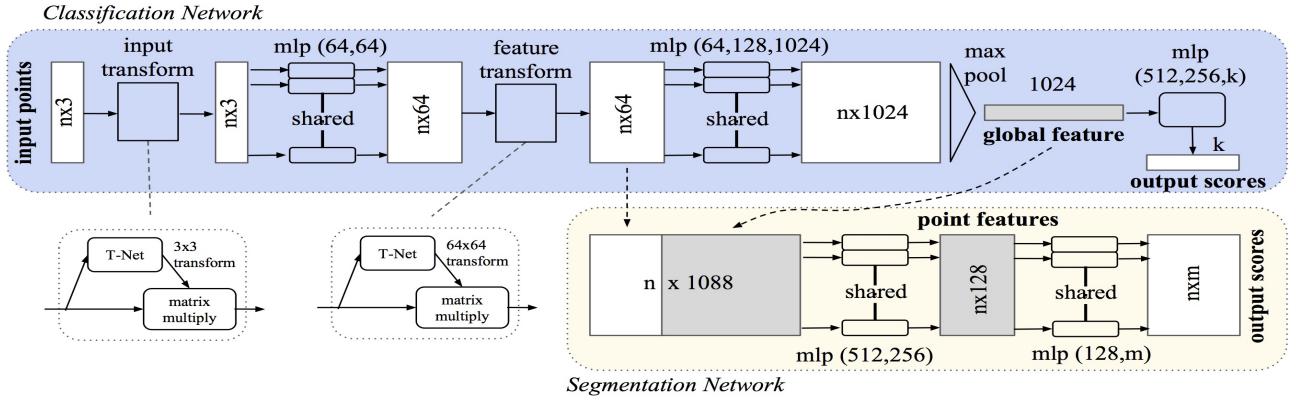 Classification Network
input points
nx3
input
transform
nx3
mlp (64,64)
shared
nx64
feature
transform
nx64
mlp (64,128,1024)
shared
nx1024
max
pool
1024
global feature
mlp
(512,256,k)
k
output scores
T-Net
3x3
transform
matrix
multiply
T-Net
64x64
transform
matrix
multiply
point features
n x 1088
shared
mlp (512,256)
nx128
shared
mlp (128,m)
nxm
output scores
Segmentation Network